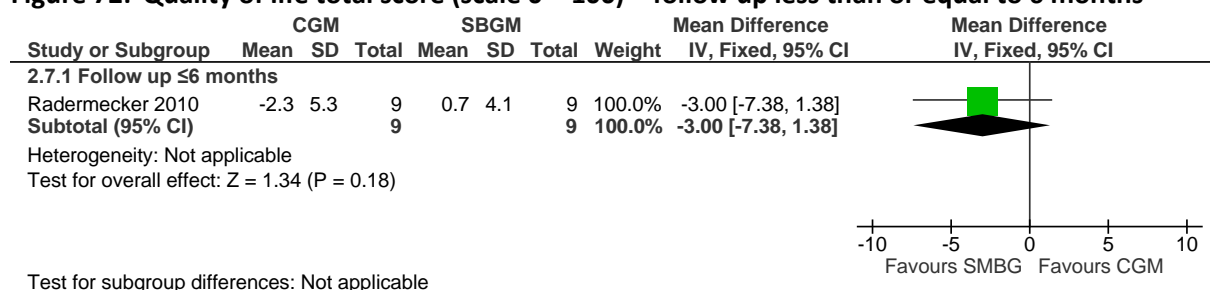 Figure 71: Quality of life total score (scale 0 – 100) – follow up less than or equal to 6 months
CGM SBGM Mean Difference Mean Difference
Study or Subgroup Mean SD Total Mean SD Total Weight IV, Fixed, 95% CI IV, Fixed, 95% CI
2.7.1 Follow up ≤6 months
Radermecker 2010 -2.3 5.3 9 0.7 4.1 9 100.0% -3.00 [-7.38, 1.38]
Subtotal (95% CI) 9 9 100.0% -3.00 [-7.38, 1.38]
Heterogeneity: Not applicable
Test for overall effect: Z = 1.34 (P = 0.18)
-10 -5 0 5 10
Favours SMBG Favours CGM
Test for subgroup differences: Not applicable